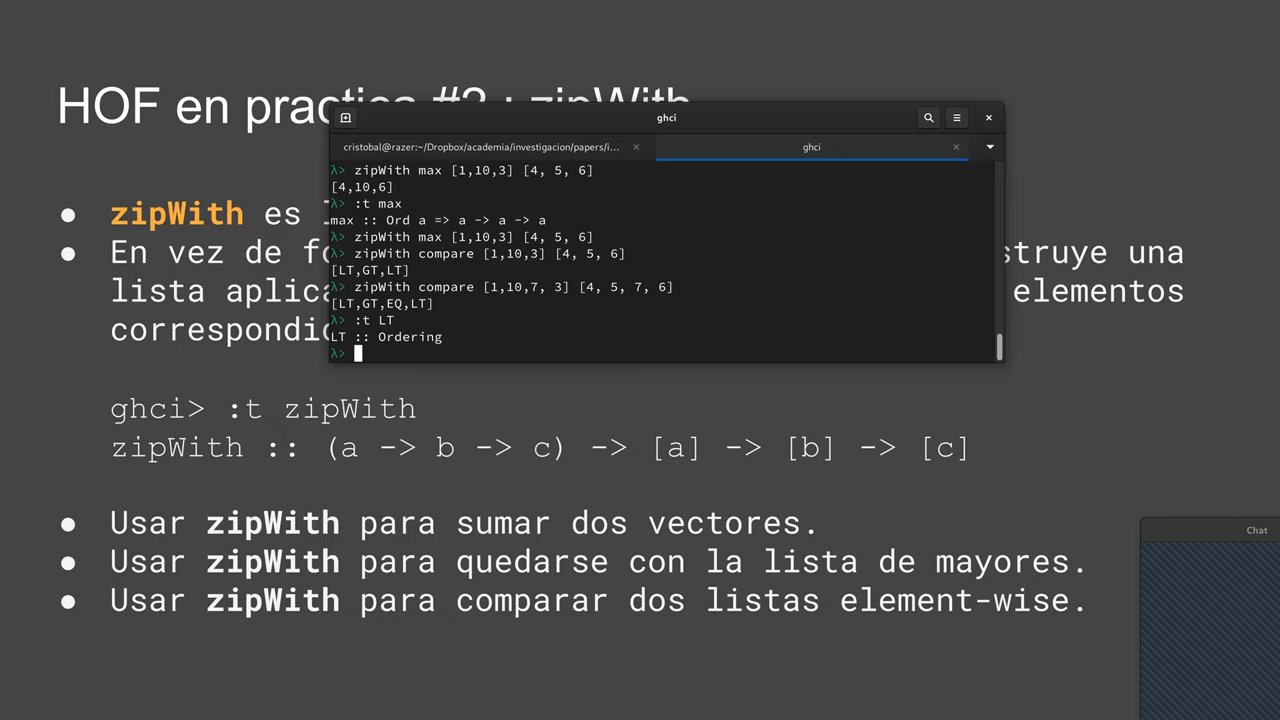 HOF en practica #2 : zipWith
ghci
cristobal@razer:~/Dropbox/academia/investigacion/papers/i...
ghci
λ> zipWith max [1,10,3] [4, 5, 6]
[4,10,6]
λ> :t max
max :: Ord a => a -> a -> a
λ> zipWith max [1,10,3] [4, 5, 6]
λ> zipWith compare [1,10,3] [4, 5, 6]
[LT,GT,LT]
λ> zipWith compare [1,10,7, 3] [4, 5, 7, 6]
[LT,GT,EQ,LT]
λ> :t LT
LT :: Ordering
λ>
● zipWith es
● En vez de struye una
lista aplica elementos
ghci> :t zipWith
zipWith :: (a -> b -> c) -> [a] -> [b] -> [c]
● Usar zipWith para sumar dos vectores.
● Usar zipWith para quedarse con la lista de mayores.
● Usar zipWith para comparar dos listas element-wise.
Chat